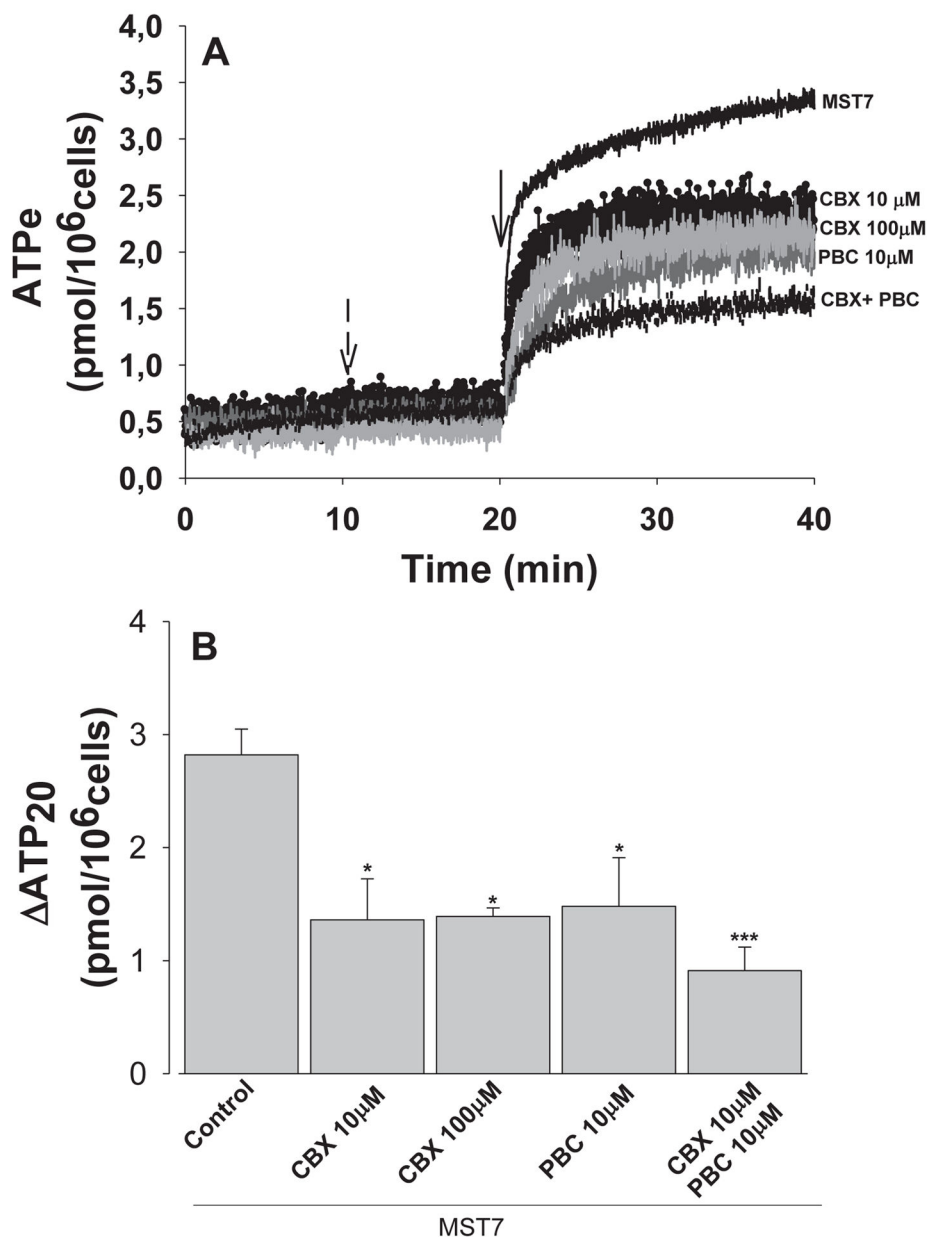 A
4,0
3,5
3,0
2,5
2,0
1,5
1,0
0,5
0,0
ATPe
(pmol/10⁶cells)
MST7
CBX 10 μM
CBX 100μM
PBC 10μM
CBX+ PBC
0 10 20 30 40
Time (min)
B
4
3
2
1
0
ΔATP₂₀
(pmol/10⁶cells)
*
*
*
***
Control
CBX 10μM
CBX 100μM
PBC 10μM
CBX 10μM
PBC 10μM
MST7